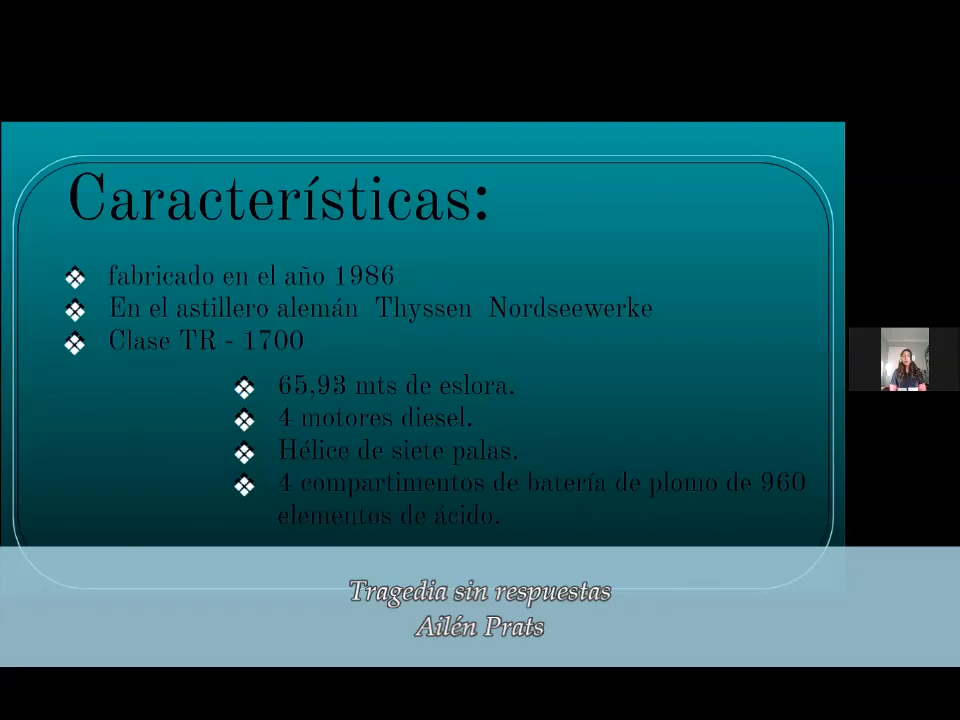 Características:
fabricado en el año 1986
En el astillero alemán Thyssen Nordseewerke
Clase TR - 1700
65,93 mts de eslora.
4 motores diesel.
Hélice de siete palas.
4 compartimentos de batería de plomo de 960
elementos de ácido.
Tragedia sin respuestas
Ailén Prats